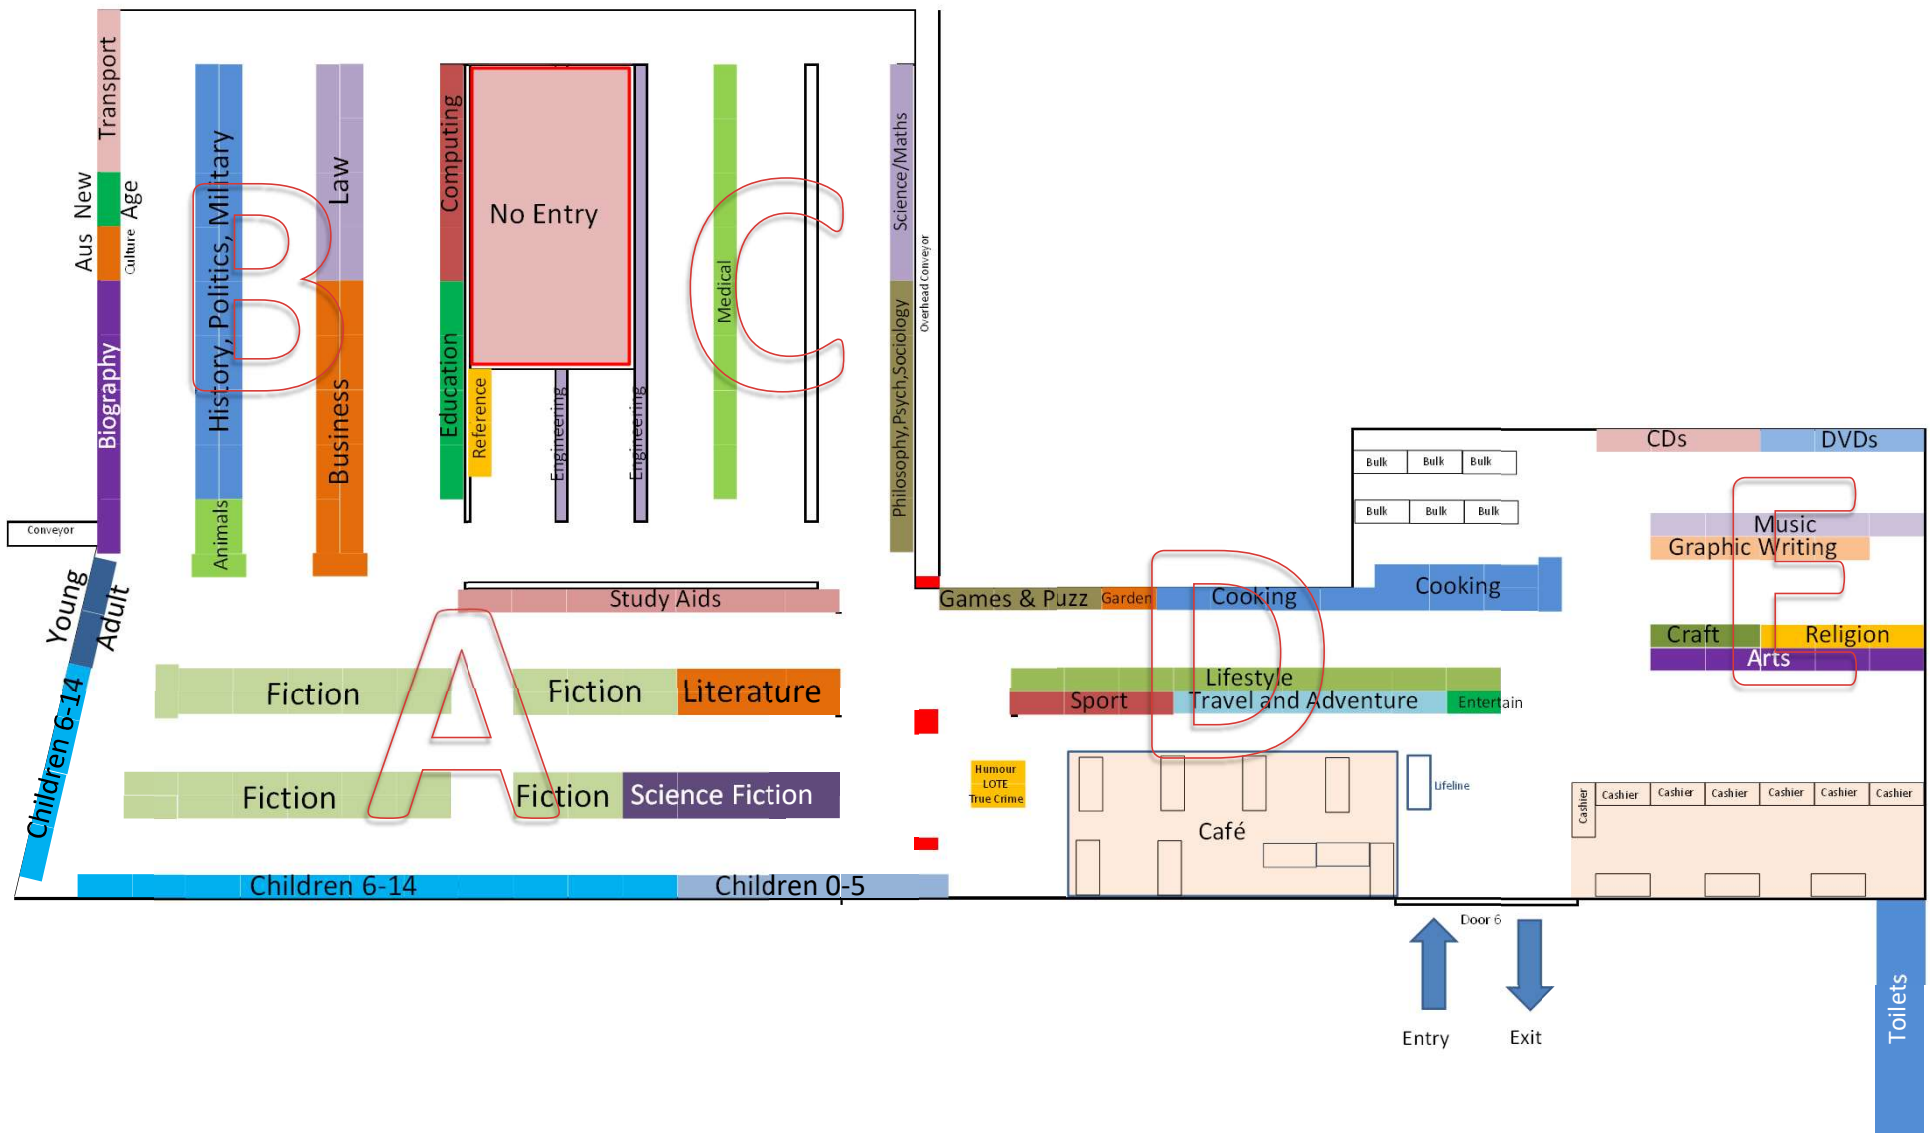 Transport
New
Age
Aus
Culture
Biography
Conveyor
Young
Adult
Children 6-14
History, Politics, Military
Animals
B
Law
Business
Computing
Education
No Entry
Reference
Engineering
Engineering
Medical
C
Science/Maths
Philosophy,Psych,Sociology
Overhead Conveyor
Study Aids
Fiction
Fiction
Literature
A
Fiction
Fiction
Science Fiction
Children 6-14
Children 0-5
Bulk
Bulk
Bulk
Bulk
Bulk
Bulk
Games & Puzz
Garden
Cooking
Cooking
D
Lifestyle
Sport
Travel and Adventure
Entertain
Humour
LOTE
True Crime
Café
Lifeline
CDs
DVDs
Music
Graphic Writing
E
Craft
Religion
Arts
Cashier
Cashier
Cashier
Cashier
Cashier
Cashier
Cashier
Door 6
Entry
Exit
Toilets